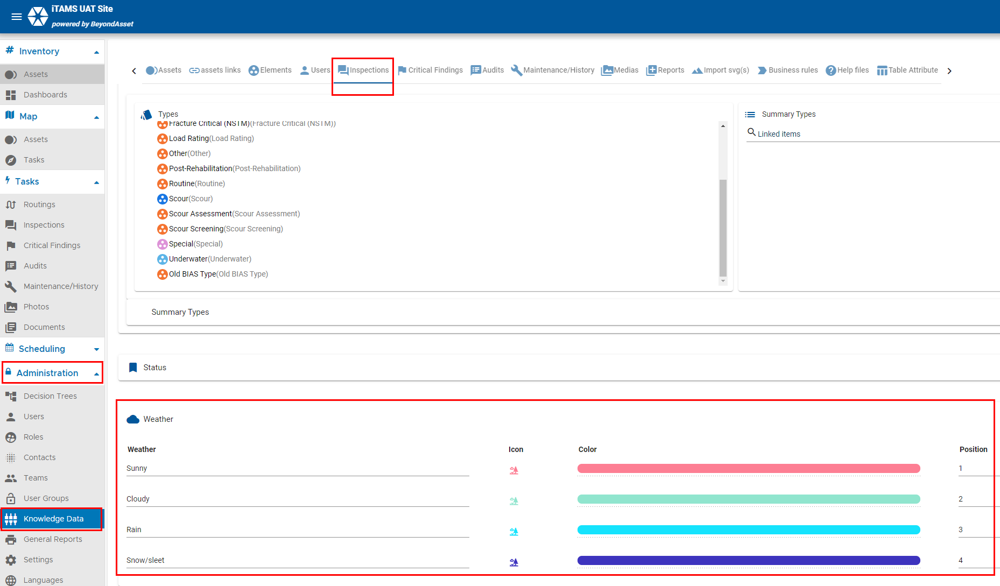 iTAMS UAT Site
powered by BeyondAsset
Inventory
Assets
Dashboards
Map
Assets
Tasks
Tasks
Routings
Inspections
Critical Findings
Audits
Maintenance/History
Photos
Documents
Scheduling
Administration
Decision Trees
Users
Roles
Contacts
Teams
User Groups
Knowledge Data
General Reports
Settings
Languages
Assets assets links Elements Users Inspections Critical Findings Audits Maintenance/History Medias Reports Import svg(s) Business rules Help files Table Attribute
Types
Fracture Critical (NSTM)(Fracture Critical (NSTM))
Load Rating(Load Rating)
Other(Other)
Post-Rehabilitation(Post-Rehabilitation)
Routine(Routine)
Scour(Scour)
Scour Assessment(Scour Assessment)
Scour Screening(Scour Screening)
Special(Special)
Underwater(Underwater)
Old BIAS Type(Old BIAS Type)
Summary Types
Linked items
Summary Types
Status
Weather
Weather Icon Color Position
Sunny 1
Cloudy 2
Rain 3
Snow/sleet 4